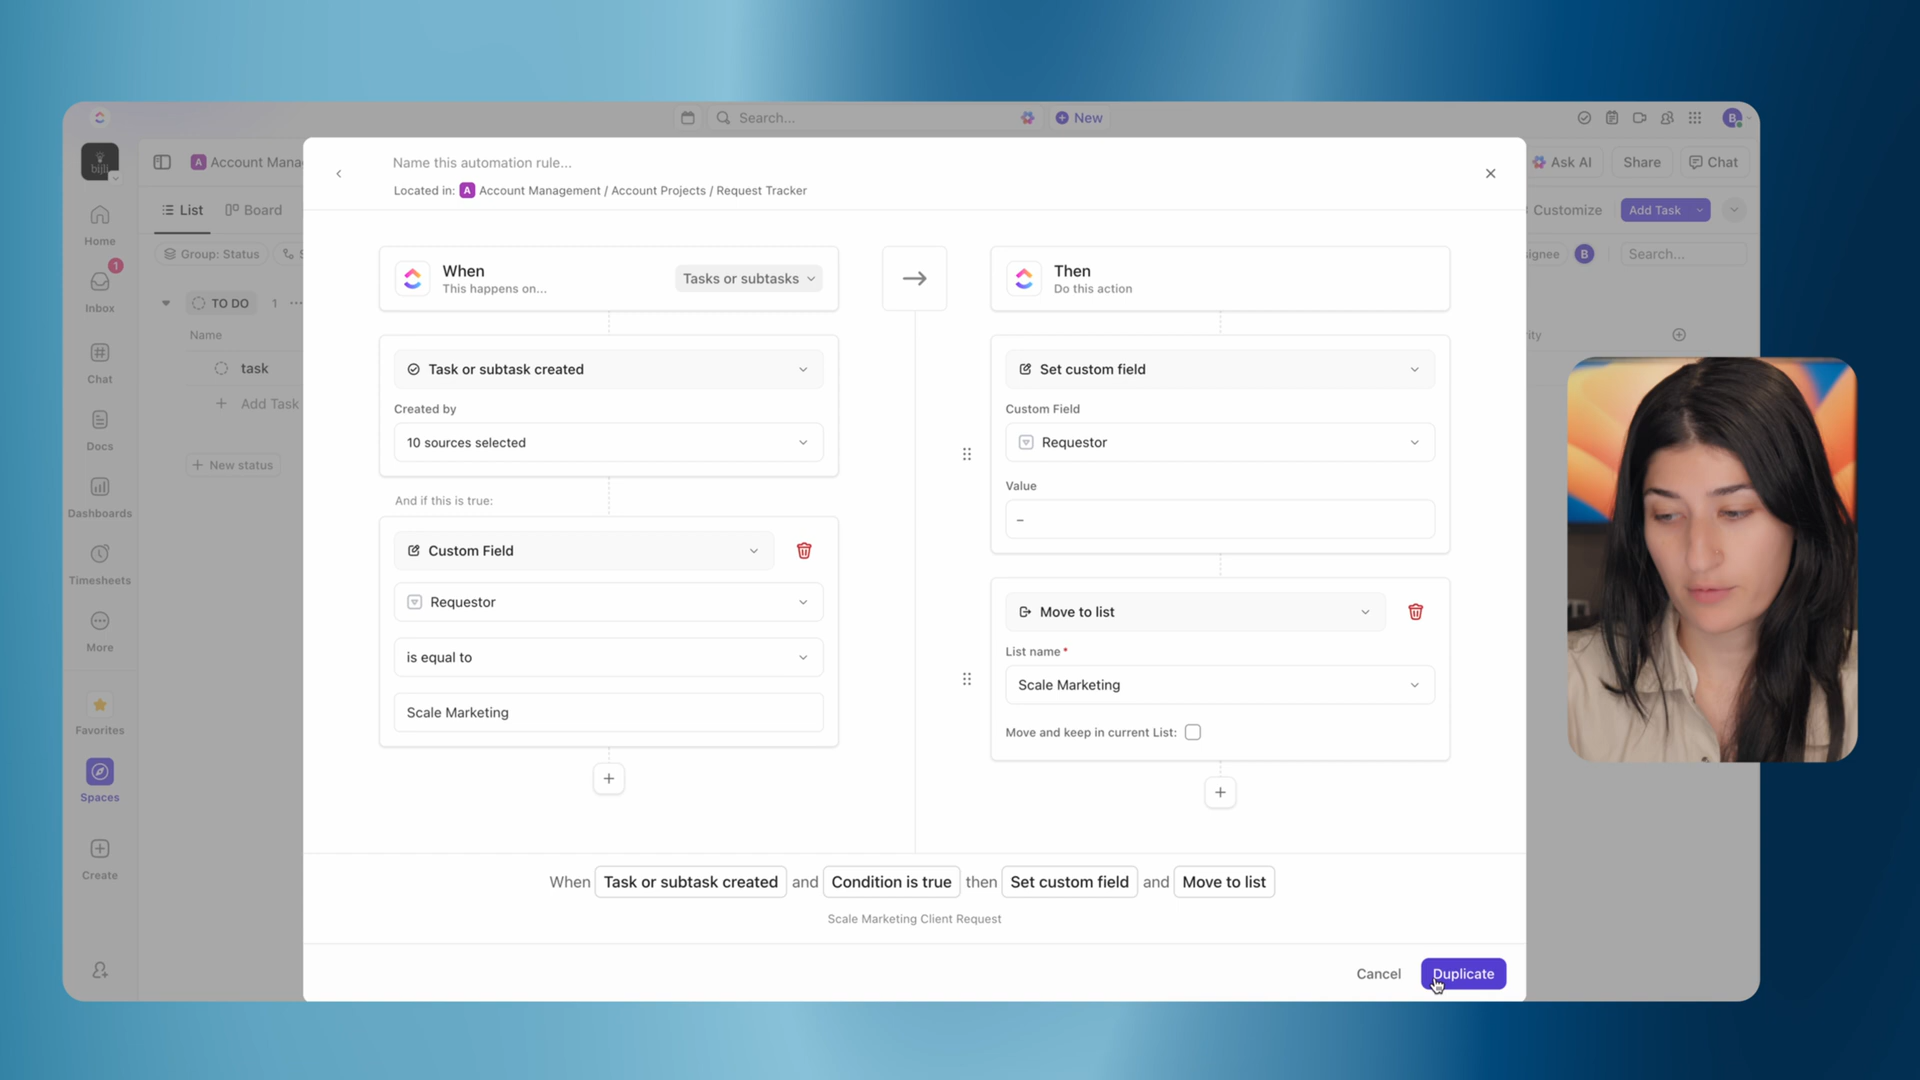 Search...
New
B
bijli
A Account Mana
Ask AI
Share
Chat
List
Board
Customize
Add Task
Group: Status
S
ignee
B
Search...
Home
1
Inbox
Chat
Docs
Dashboards
Timesheets
More
Favorites
Spaces
Create
TO DO 1 ...
Name
ity
task
Add Task
New status
Name this automation rule...
Located in: A Account Management / Account Projects / Request Tracker
When
This happens on...
Tasks or subtasks
Task or subtask created
Created by
10 sources selected
And if this is true:
Custom Field
Requestor
is equal to
Scale Marketing
Then
Do this action
Set custom field
Custom Field
Requestor
Value
–
Move to list
List name*
Scale Marketing
Move and keep in current List:
When Task or subtask created and Condition is true then Set custom field and Move to list
Scale Marketing Client Request
Cancel
Duplicate